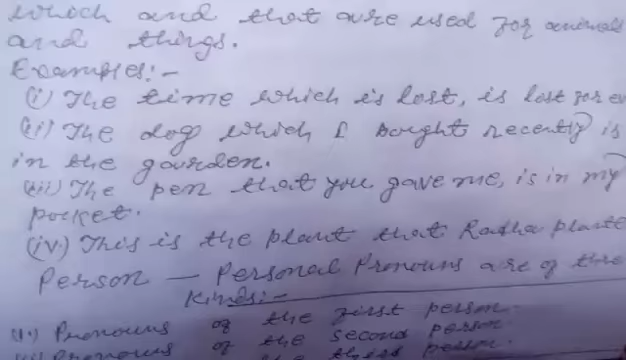 which and that are used for animals
and things.
Examples:-
(i) The time which is lost, is lost for ev
(ii) The dog which I bought recently is
in the garden.
(iii) The pen that you gave me, is in my
pocket.
(iv) This is the plant that Radha plante
Person — Personal Pronouns are of thre
Kinds:-
(i) Pronouns of the first person.
Pronouns of the second person.
the third person.